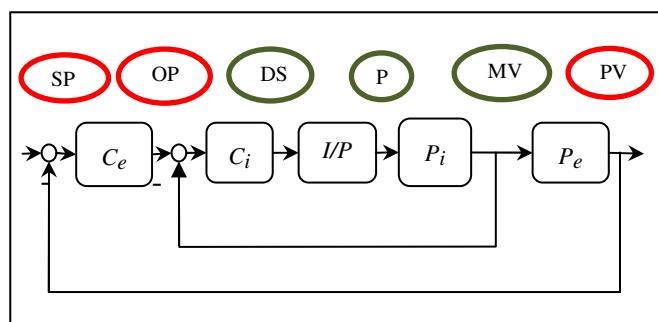 SP OP DS P MV PV
C_e C_i I/P P_i P_e
- -